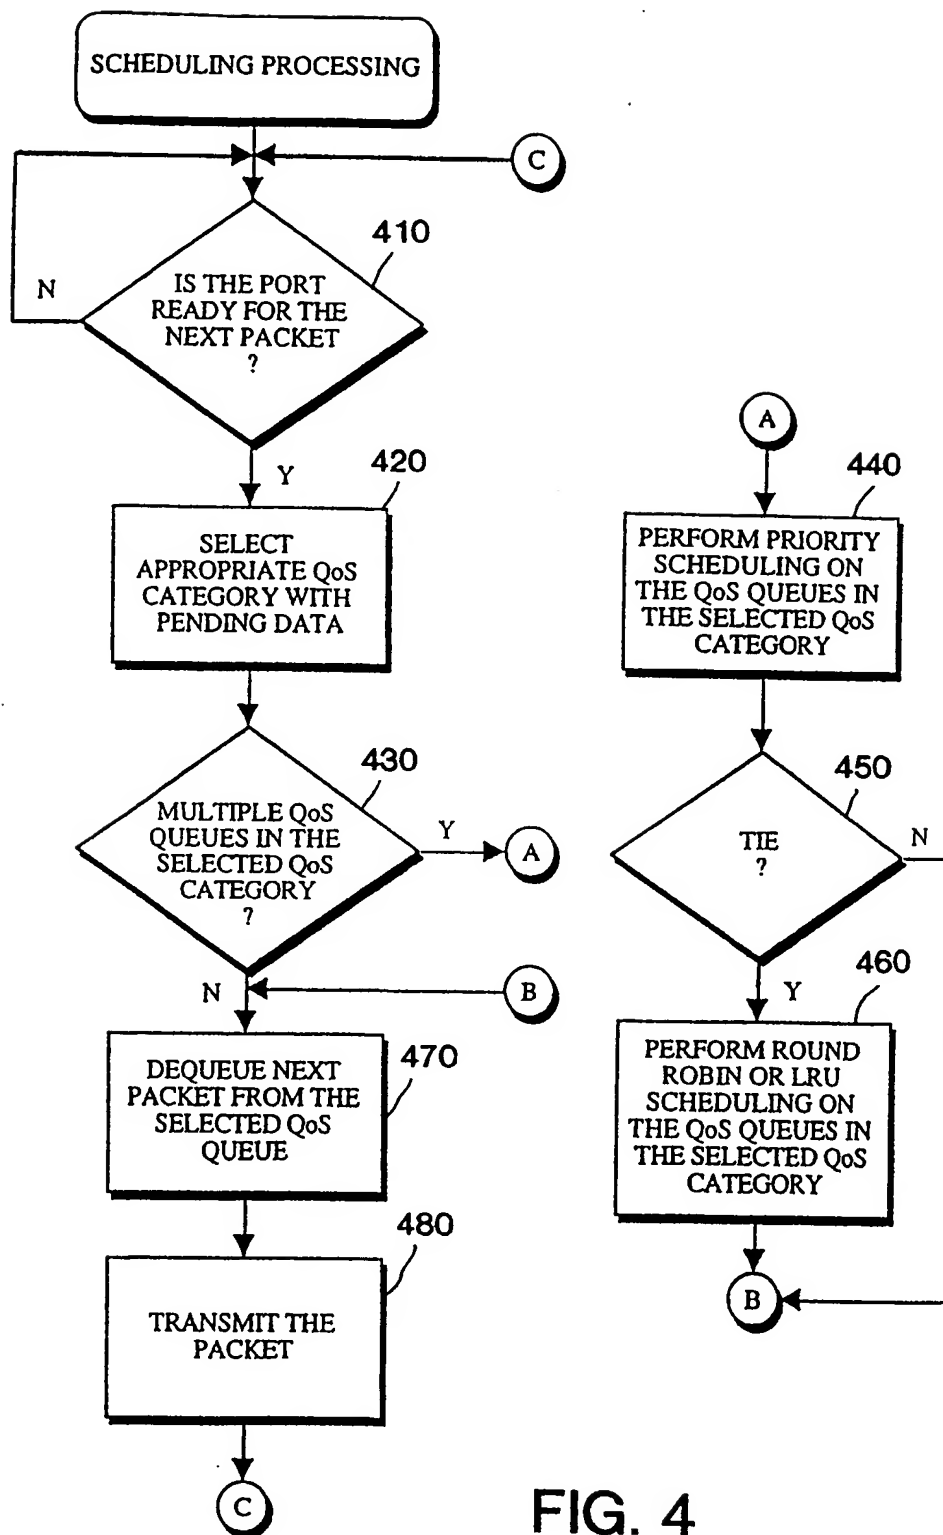 SCHEDULING PROCESSING
C
410
IS THE PORT
READY FOR THE
NEXT PACKET
?
N
Y
420
SELECT
APPROPRIATE QoS
CATEGORY WITH
PENDING DATA
430
MULTIPLE QoS
QUEUES IN THE
SELECTED QoS
CATEGORY
?
Y
A
N
B
470
DEQUEUE NEXT
PACKET FROM THE
SELECTED QoS
QUEUE
480
TRANSMIT THE
PACKET
C
A
440
PERFORM PRIORITY
SCHEDULING ON
THE QoS QUEUES IN
THE SELECTED QoS
CATEGORY
450
TIE
?
N
Y
460
PERFORM ROUND
ROBIN OR LRU
SCHEDULING ON
THE QoS QUEUES IN
THE SELECTED QoS
CATEGORY
B
FIG. 4